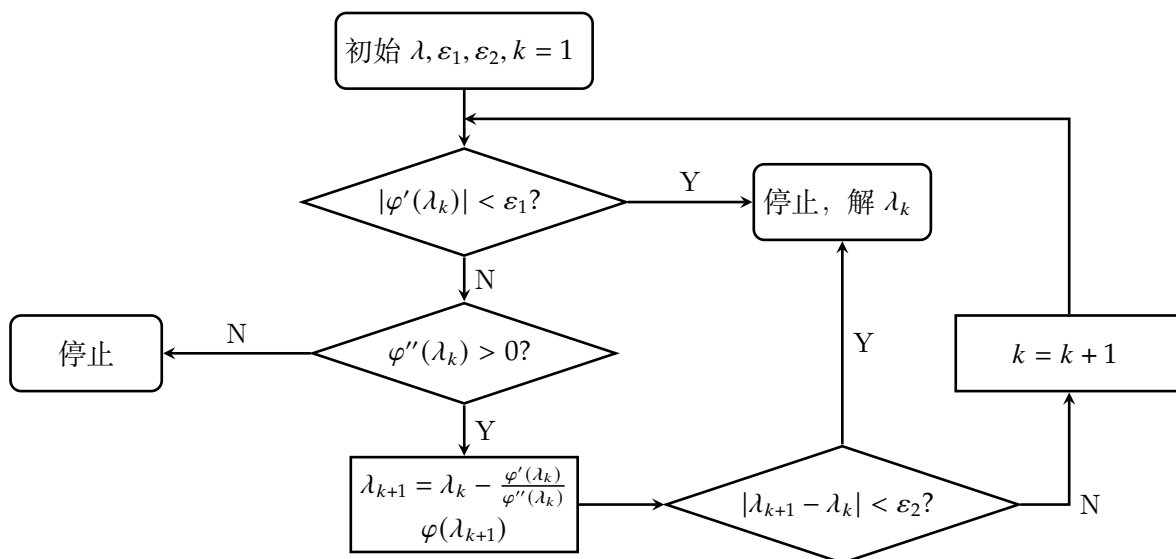 初始 λ, ε₁, ε₂, k = 1
|φ′(λₖ)| < ε₁?
Y
停止，解 λₖ
N
停止
N
φ′′(λₖ) > 0?
Y
k = k + 1
Y
λₖ₊₁ = λₖ − φ′(λₖ)/φ′′(λₖ)
φ(λₖ₊₁)
|λₖ₊₁ − λₖ| < ε₂?
N